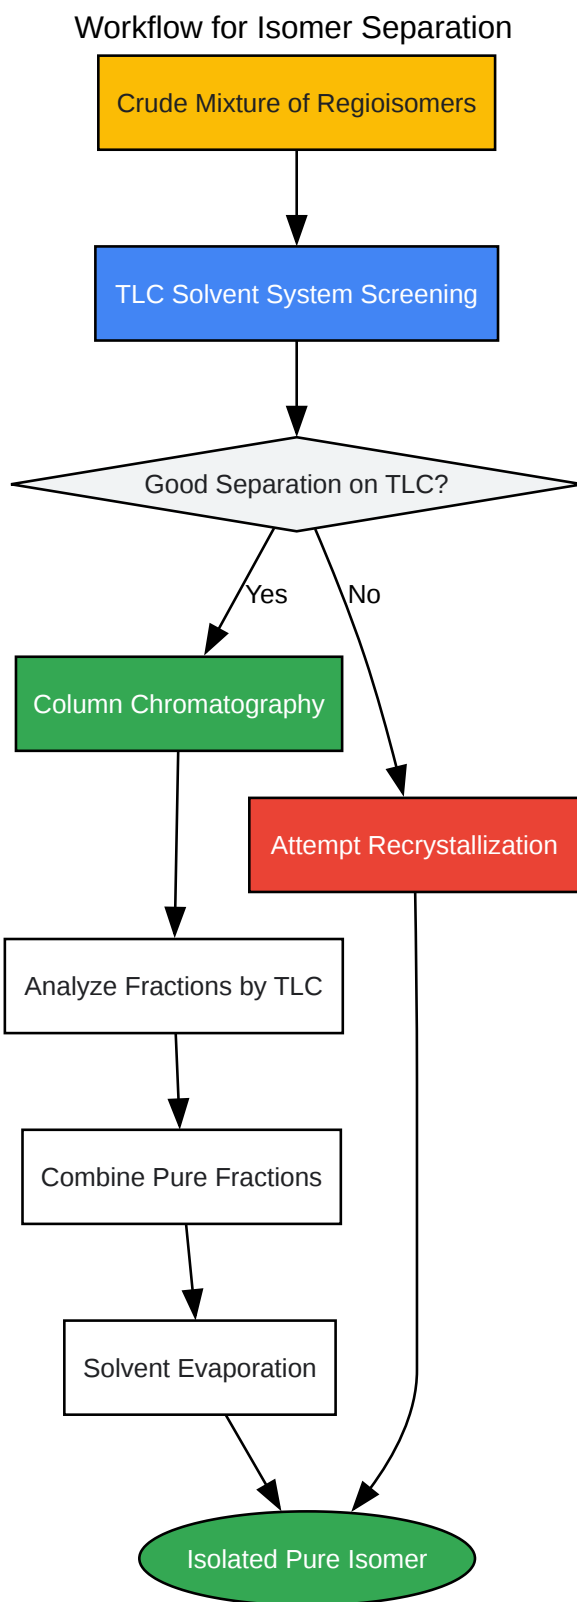 Workflow for Isomer Separation
Crude Mixture of Regioisomers
TLC Solvent System Screening
Good Separation on TLC?
Yes
No
Column Chromatography
Attempt Recrystallization
Analyze Fractions by TLC
Combine Pure Fractions
Solvent Evaporation
Isolated Pure Isomer